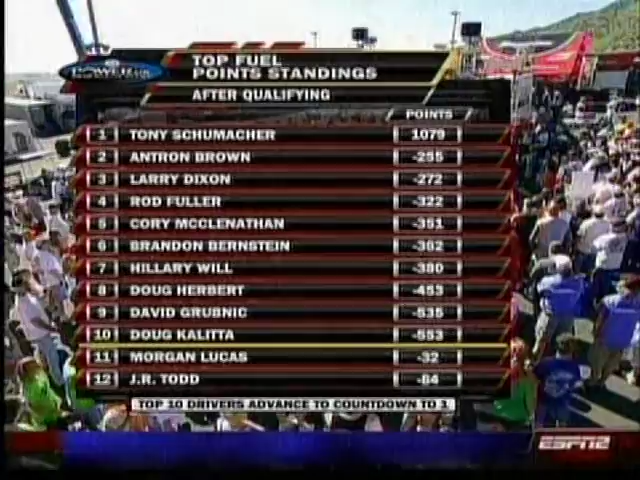 TOP FUEL
POINTS STANDINGS
AFTER QUALIFYING
POINTS
1 TONY SCHUMACHER 1079
2 ANTRON BROWN -255
3 LARRY DIXON -272
4 ROD FULLER -322
5 CORY MCCLENATHAN -351
6 BRANDON BERNSTEIN -362
7 HILLARY WILL -380
8 DOUG HERBERT -453
9 DAVID GRUBNIC -535
10 DOUG KALITTA -553
11 MORGAN LUCAS -32
12 J.R. TODD -84
TOP 10 DRIVERS ADVANCE TO COUNTDOWN TO 1
ESPN2